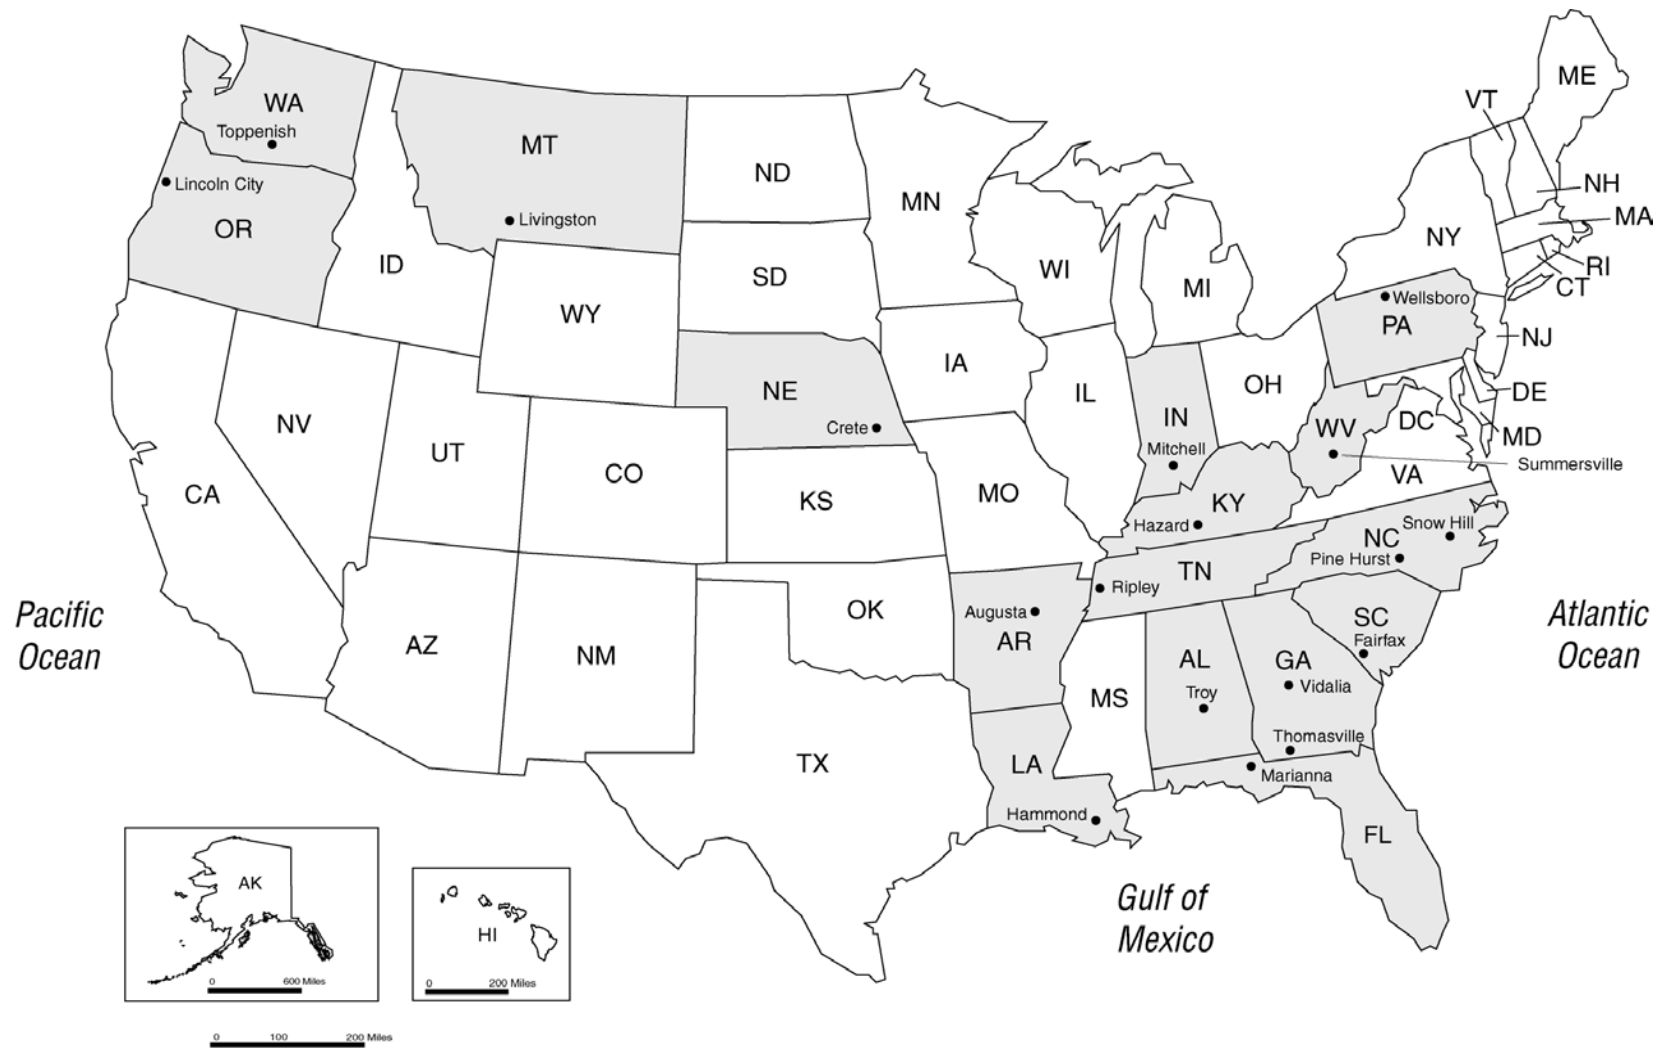 ME
WA
VT
Toppenish
MT
ND
MN
NH
Lincoln City
MA
Livingston
OR
NY
ID
WI
RI
SD
MI
CT
Wellsboro
WY
PA
NJ
IA
OH
NE
IL
DE
IN
DC
NV
Crete
WV
MD
UT
Mitchell
Summersville
CO
VA
CA
MO
KS
KY
Hazard
Snow Hill
NC
Pine Hurst
TN
Ripley
Pacific
Ocean
OK
Augusta
AR
SC
Fairfax
Atlantic
Ocean
AZ
NM
AL
GA
MS
Troy
Vidalia
Thomasville
TX
LA
Marianna
Hammond
FL
AK
Gulf of
Mexico
HI
0 600 Miles
0 200 Miles
0 100 200 Miles